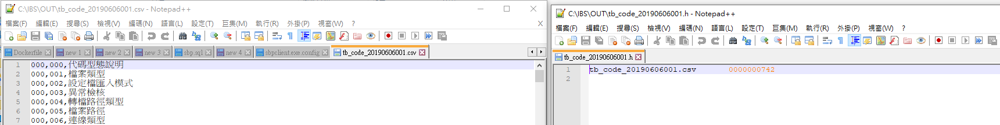 C:\IBS\OUT\tb_code_20190606001.csv - Notepad++
檔案(F) 編輯(E) 搜尋(S) 檢視(V) 編碼(N) 語言(L) 設定(T) 巨集(M) 執行(R) 外掛(P) 視窗(W) ? X
Dockerfile new 1 new 2 new 3 sbp.sql new 4 sbpclient.exe.config tb_code_20190606001.csv
1 000,000,代碼型態說明
2 000,001,檔案類型
3 000,002,設定檔匯入模式
4 000,003,異常檢核
5 000,004,轉檔路徑類型
6 000,005,檔案路徑
7 000,006,連線類型
C:\IBS\OUT\tb_code_20190606001.h - Notepad++
檔案(F) 編輯(E) 搜尋(S) 檢視(V) 編碼(N) 語言(L) 設定(T) 巨集(M) 執行(R) 外掛(P) 視窗(W) ?
tb_code_20190606001.h
1 tb_code_20190606001.csv 0000000742
2